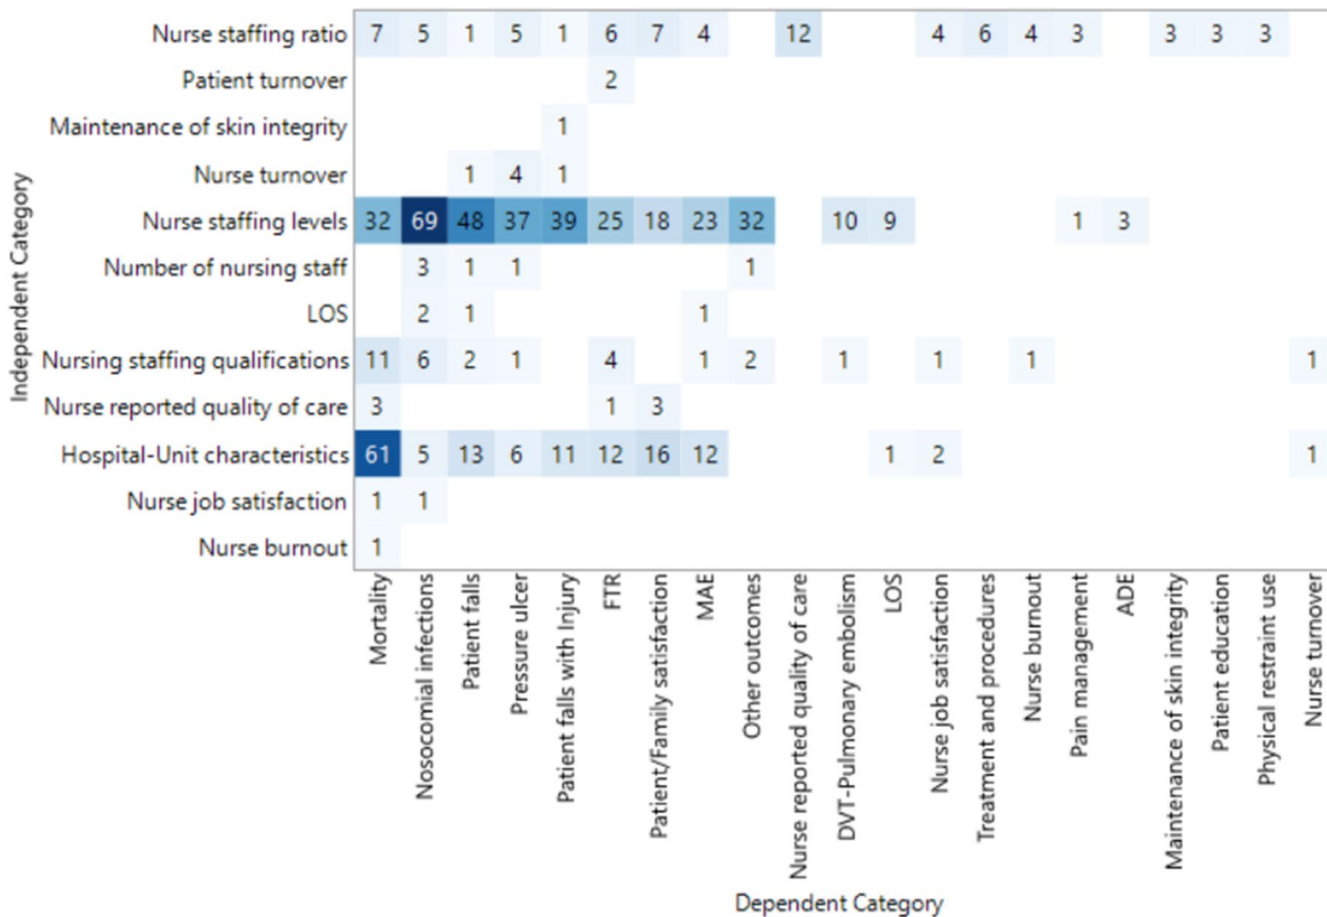 Independent Category
Nurse staffing ratio 7 5 1 5 1 6 7 4 12 4 6 4 3 3 3 3
Patient turnover 2
Maintenance of skin integrity 1
Nurse turnover 1 4 1
Nurse staffing levels 32 69 48 37 39 25 18 23 32 10 9 1 3
Number of nursing staff 3 1 1 1
LOS 2 1 1
Nursing staffing qualifications 11 6 2 1 4 1 2 1 1 1 1
Nurse reported quality of care 3 1 3
Hospital-Unit characteristics 61 5 13 6 11 12 16 12 1 2 1
Nurse job satisfaction 1 1
Nurse burnout 1
Mortality
Nosocomial infections
Patient falls
Pressure ulcer
Patient falls with Injury
FTR
Patient/Family satisfaction
MAE
Other outcomes
Nurse reported quality of care
DVT-Pulmonary embolism
LOS
Nurse job satisfaction
Treatment and procedures
Nurse burnout
Pain management
ADE
Maintenance of skin integrity
Patient education
Physical restraint use
Nurse turnover
Dependent Category